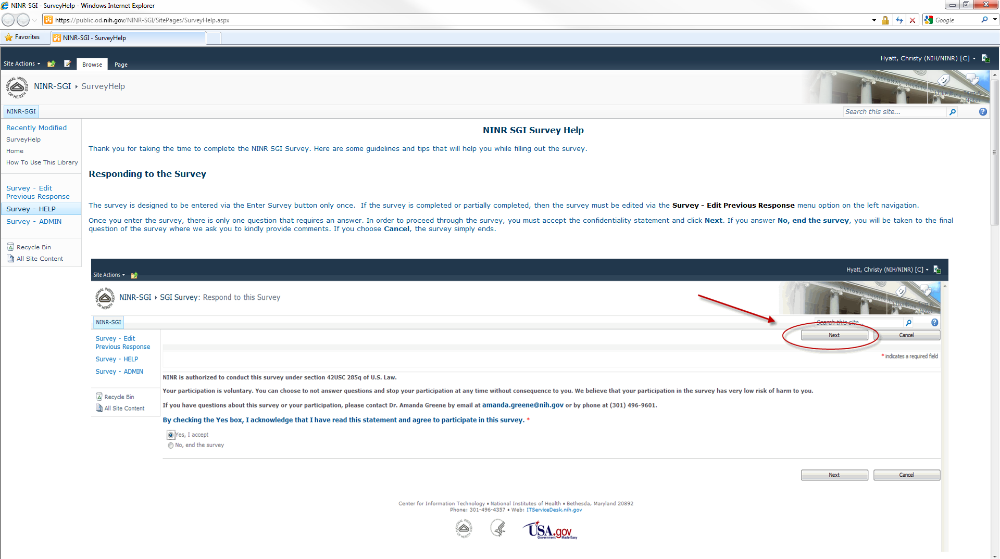 NINR-SGI - SurveyHelp - Windows Internet Explorer
https://public.od.nih.gov/NINR-SGI/SitePages/SurveyHelp.aspx
Google
Favorites
NINR-SGI - SurveyHelp
Hyatt, Christy (NIH/NINR) [C]
Site Actions
Browse
Page
NATIONAL INSTITUTES OF HEALTH
NINR-SGI SurveyHelp
NINR-SGI
Search this site...
Recently Modified
SurveyHelp
Home
How To Use This Library
Survey - Edit
Previous Response
Survey - HELP
Survey - ADMIN
Recycle Bin
All Site Content
NINR SGI Survey Help
Thank you for taking the time to complete the NINR SGI Survey. Here are some guidelines and tips that will help you while filling out the survey.
Responding to the Survey
The survey is designed to be entered via the Enter Survey button only once. If the survey is completed or partially completed, then the survey must be edited via the Survey - Edit Previous Response menu option on the left navigation.
Once you enter the survey, there is only one question that requires an answer. In order to proceed through the survey, you must accept the confidentiality statement and click Next. If you answer No, end the survey, you will be taken to the final
question of the survey where we ask you to kindly provide comments. If you choose Cancel, the survey simply ends.
Hyatt, Christy (NIH/NINR) [C]
Site Actions
NATIONAL INSTITUTES OF HEALTH
NINR-SGI SGI Survey: Respond to this Survey
NINR-SGI
Search this site...
Next
Cancel
Survey - Edit
Previous Response
Survey - HELP
Survey - ADMIN
Recycle Bin
All Site Content
* indicates a required field
NINR is authorized to conduct this survey under section 42USC 285q of U.S. Law.
Your participation is voluntary. You can choose to not answer questions and stop your participation at any time without consequence to you. We believe that your participation in the survey has very low risk of harm to you.
If you have questions about this survey or your participation, please contact Dr. Amanda Greene by email at amanda.greene@nih.gov or by phone at (301) 496-9601.
By checking the Yes box, I acknowledge that I have read this statement and agree to participate in this survey. *
Yes, I accept
No, end the survey
Next
Cancel
Center for Information Technology • National Institutes of Health • Bethesda, Maryland 20892
Phone: 301-496-4357 • Web: ITServiceDesk.nih.gov
USA.gov
Government Made Easy